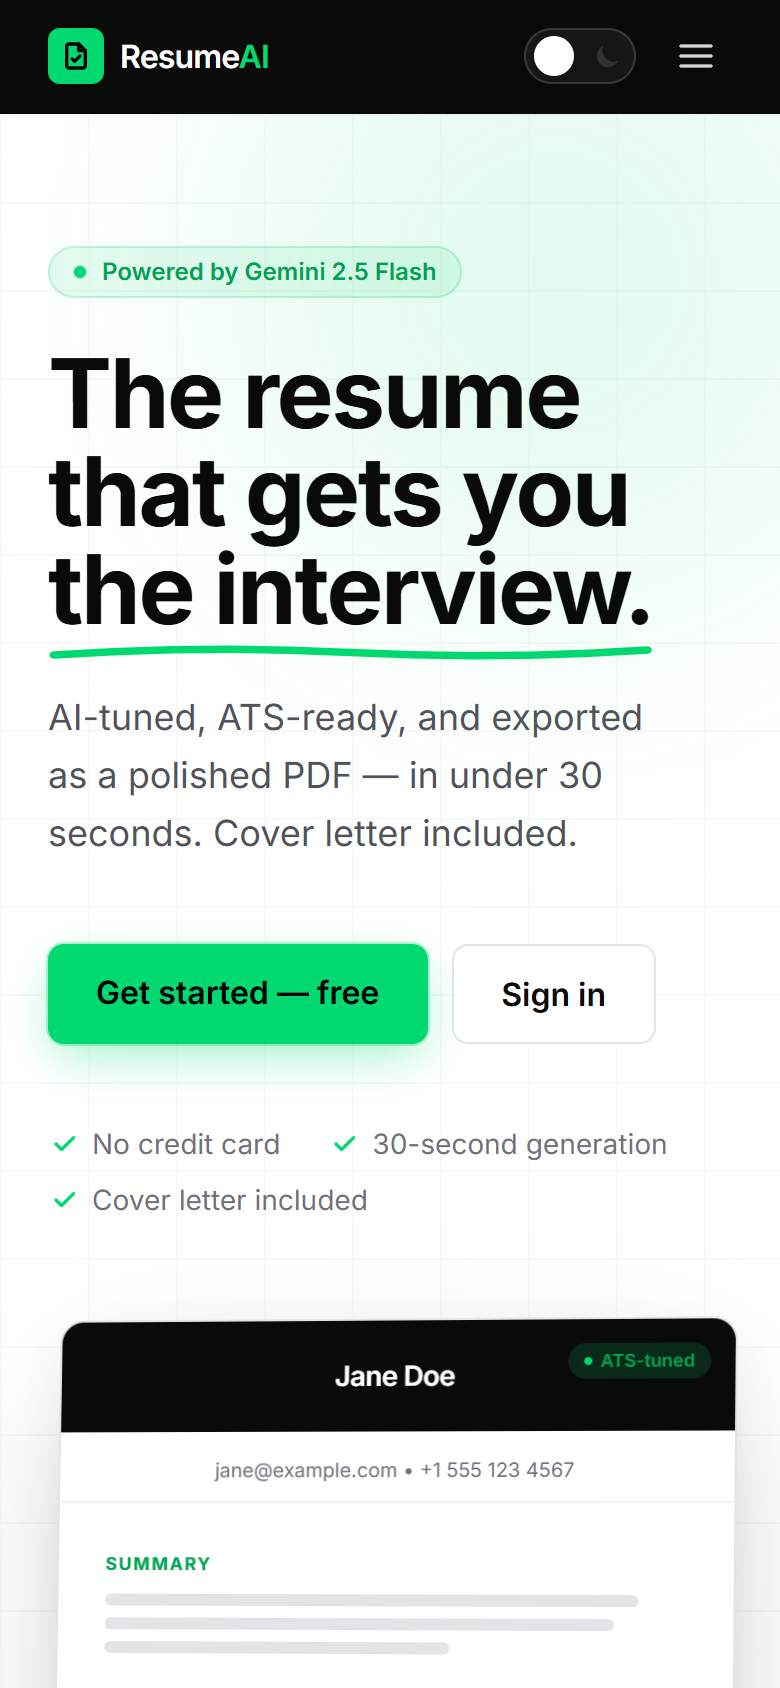 ResumeAI
Powered by Gemini 2.5 Flash
The resume
that gets you
the interview.
AI-tuned, ATS-ready, and exported
as a polished PDF — in under 30
seconds. Cover letter included.
Get started — free
Sign in
No credit card
30-second generation
Cover letter included
Jane Doe
ATS-tuned
jane@example.com • +1 555 123 4567
SUMMARY